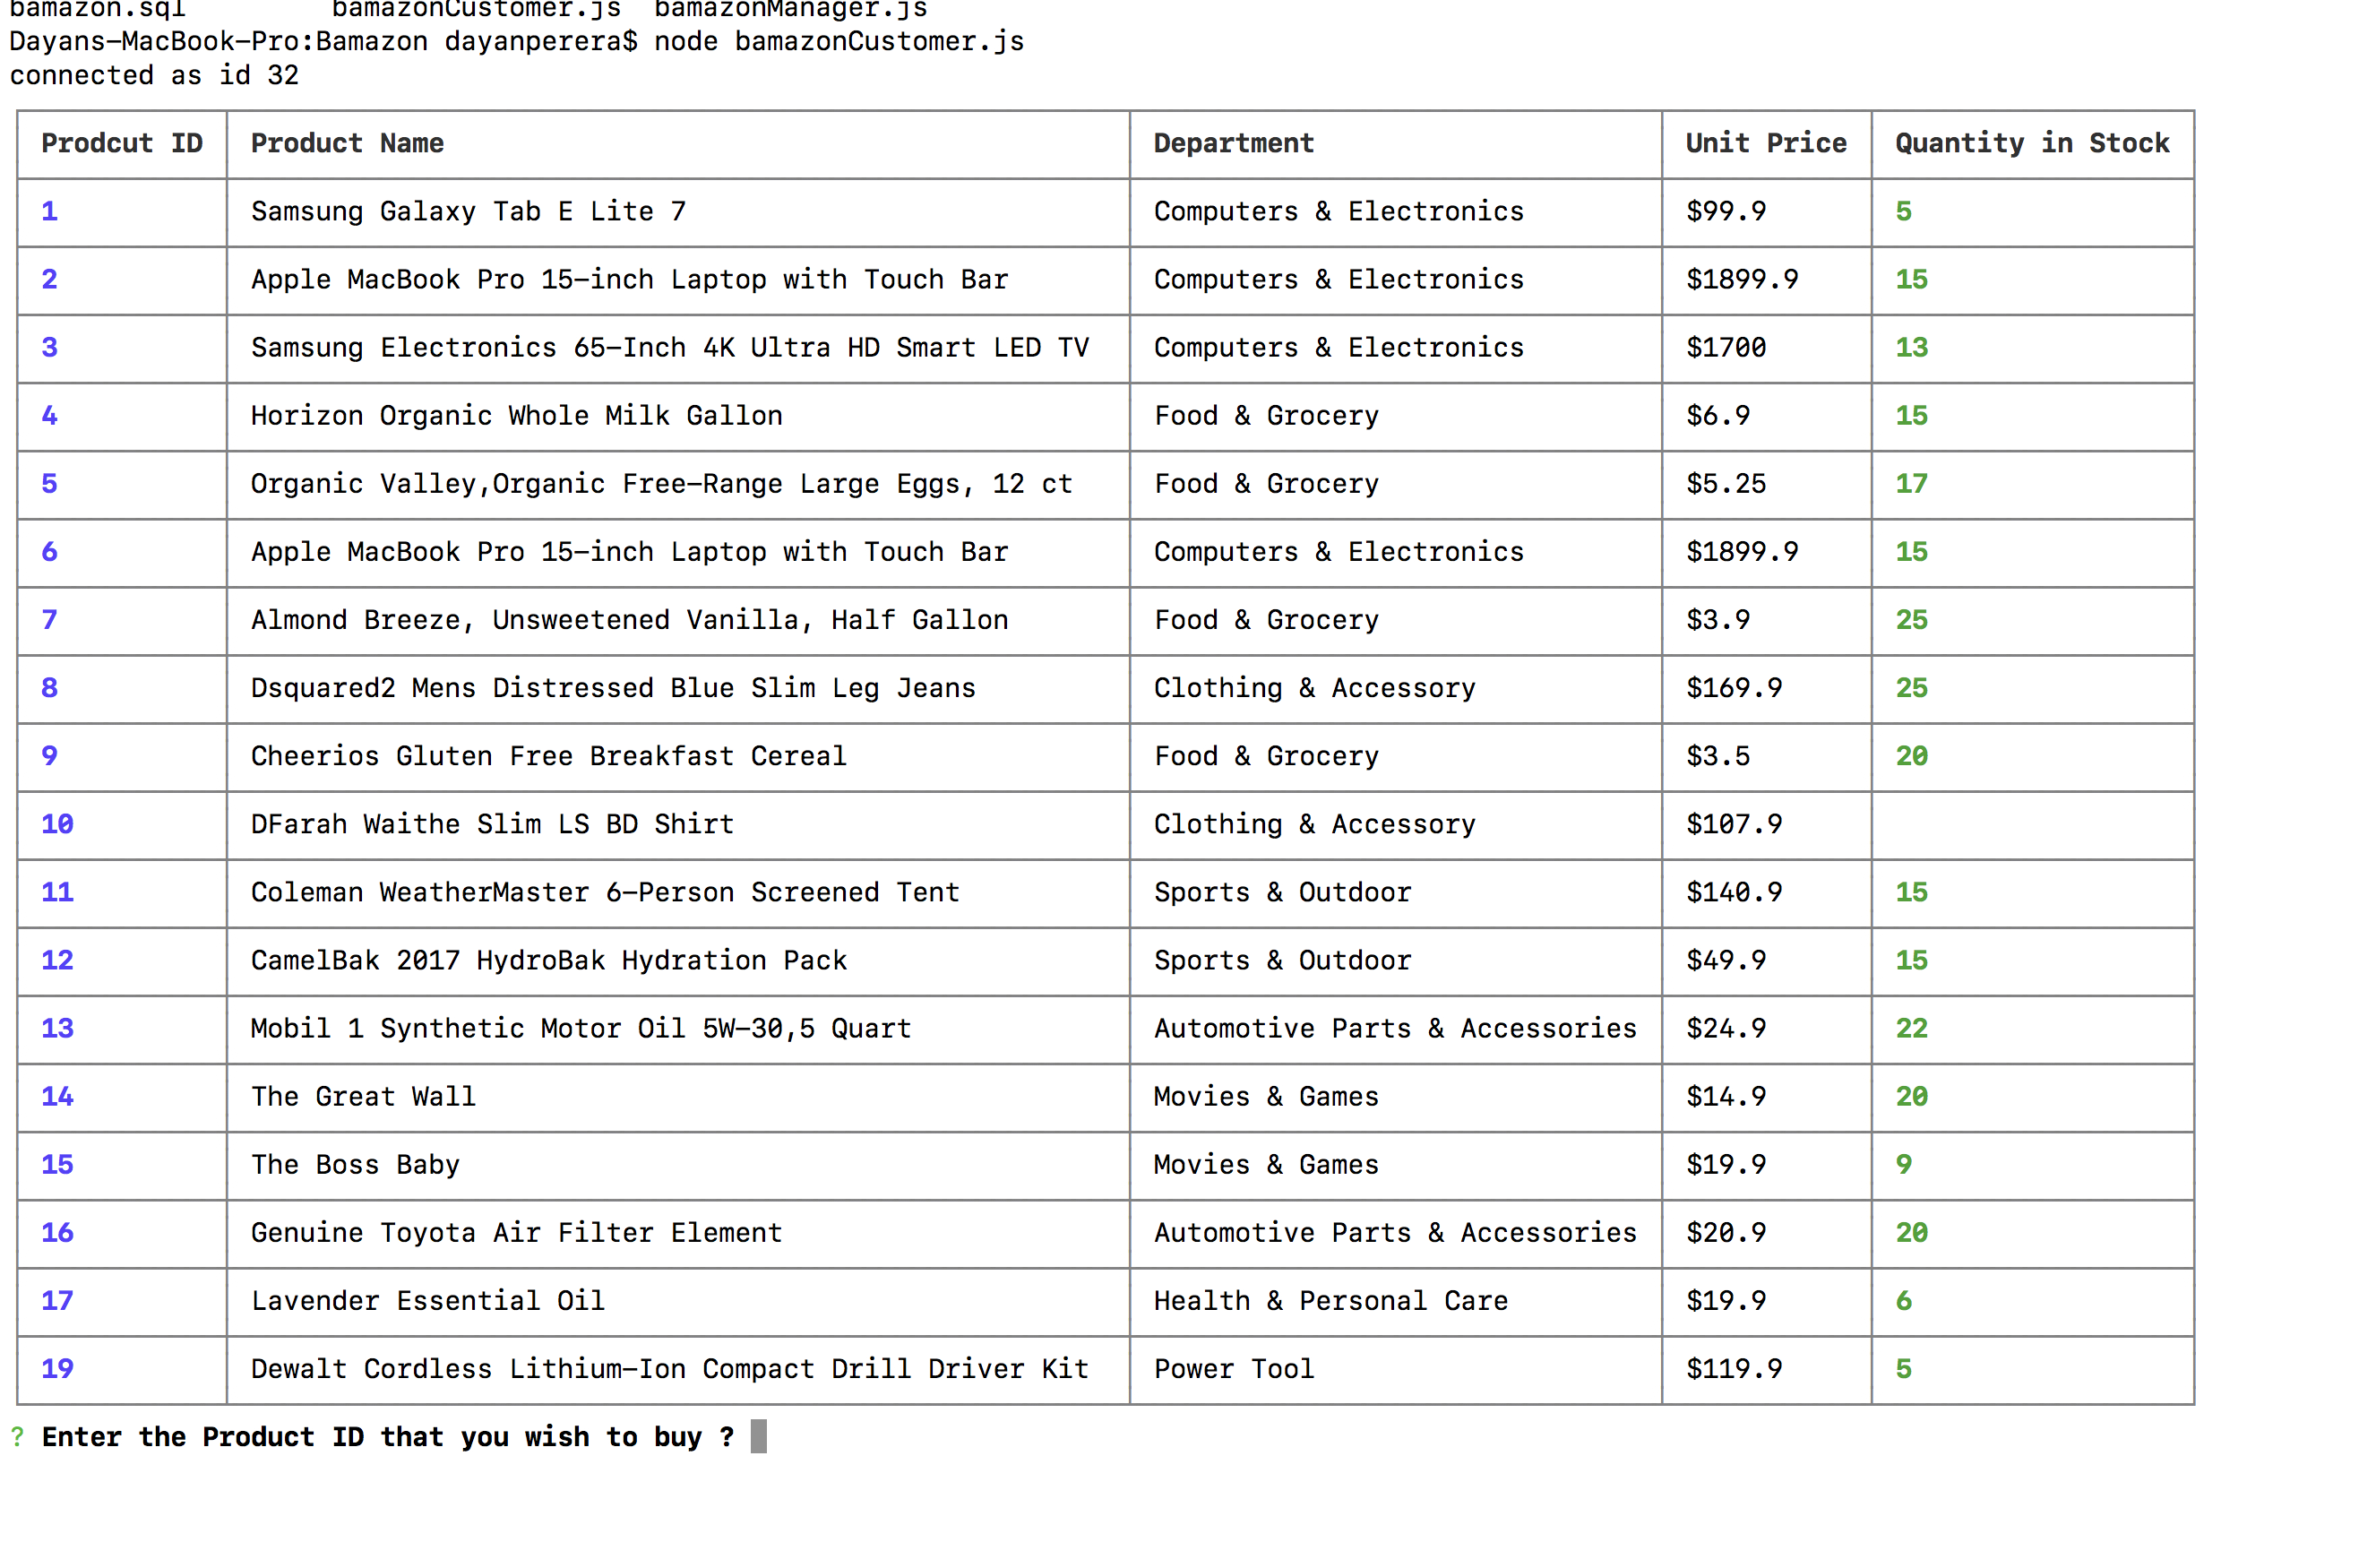 bamazon.sql bamazonCustomer.js bamazonManager.js
Dayans-MacBook-Pro:Bamazon dayanperera$ node bamazonCustomer.js
connected as id 32
Prodcut ID Product Name Department Unit Price Quantity in Stock
1 Samsung Galaxy Tab E Lite 7 Computers & Electronics $99.9 5
2 Apple MacBook Pro 15-inch Laptop with Touch Bar Computers & Electronics $1899.9 15
3 Samsung Electronics 65-Inch 4K Ultra HD Smart LED TV Computers & Electronics $1700 13
4 Horizon Organic Whole Milk Gallon Food & Grocery $6.9 15
5 Organic Valley,Organic Free-Range Large Eggs, 12 ct Food & Grocery $5.25 17
6 Apple MacBook Pro 15-inch Laptop with Touch Bar Computers & Electronics $1899.9 15
7 Almond Breeze, Unsweetened Vanilla, Half Gallon Food & Grocery $3.9 25
8 Dsquared2 Mens Distressed Blue Slim Leg Jeans Clothing & Accessory $169.9 25
9 Cheerios Gluten Free Breakfast Cereal Food & Grocery $3.5 20
10 DFarah Waithe Slim LS BD Shirt Clothing & Accessory $107.9
11 Coleman WeatherMaster 6-Person Screened Tent Sports & Outdoor $140.9 15
12 CamelBak 2017 HydroBak Hydration Pack Sports & Outdoor $49.9 15
13 Mobil 1 Synthetic Motor Oil 5W-30,5 Quart Automotive Parts & Accessories $24.9 22
14 The Great Wall Movies & Games $14.9 20
15 The Boss Baby Movies & Games $19.9 9
16 Genuine Toyota Air Filter Element Automotive Parts & Accessories $20.9 20
17 Lavender Essential Oil Health & Personal Care $19.9 6
19 Dewalt Cordless Lithium-Ion Compact Drill Driver Kit Power Tool $119.9 5
? Enter the Product ID that you wish to buy ?